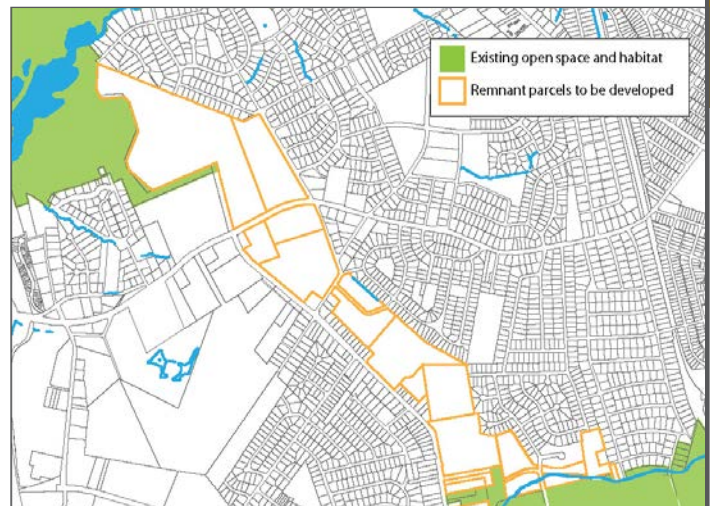 Existing open space and habitat
Remnant parcels to be developed